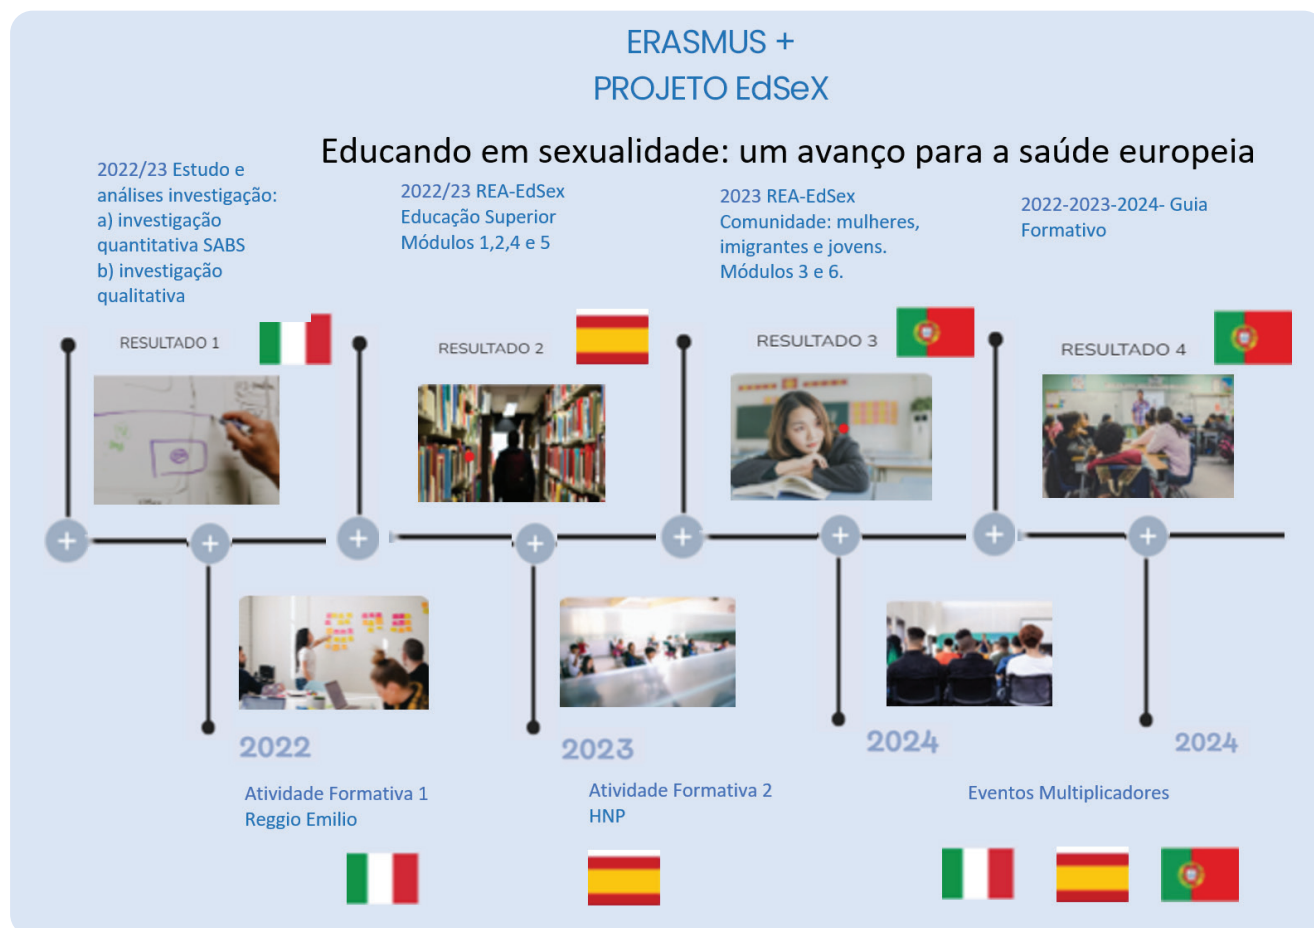 ERASMUS +
PROJETO EdSeX
Educando em sexualidade: um avanço para a saúde europeia
2022/23 Estudo e
análises investigação:
a) investigação
quantitativa SABS
b) investigação
qualitativa
2022/23 REA-EdSex
Educação Superior
Módulos 1,2,4 e 5
2023 REA-EdSex
Comunidade: mulheres,
imigrantes e jovens.
Módulos 3 e 6.
2022-2023-2024- Guia
Formativo
RESULTADO 1
RESULTADO 2
RESULTADO 3
RESULTADO 4
2022
2023
2024
2024
Atividade Formativa 1
Reggio Emilio
Atividade Formativa 2
HNP
Eventos Multiplicadores